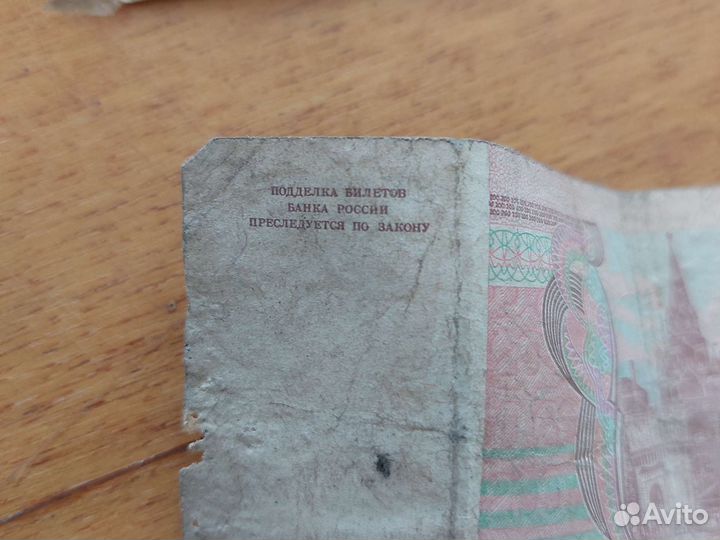 ПОДДЕЛКА БИЛЕТОВ
БАНКА РОССИИ
ПРЕСЛЕДУЕТСЯ ПО ЗАКОНУ
Avito